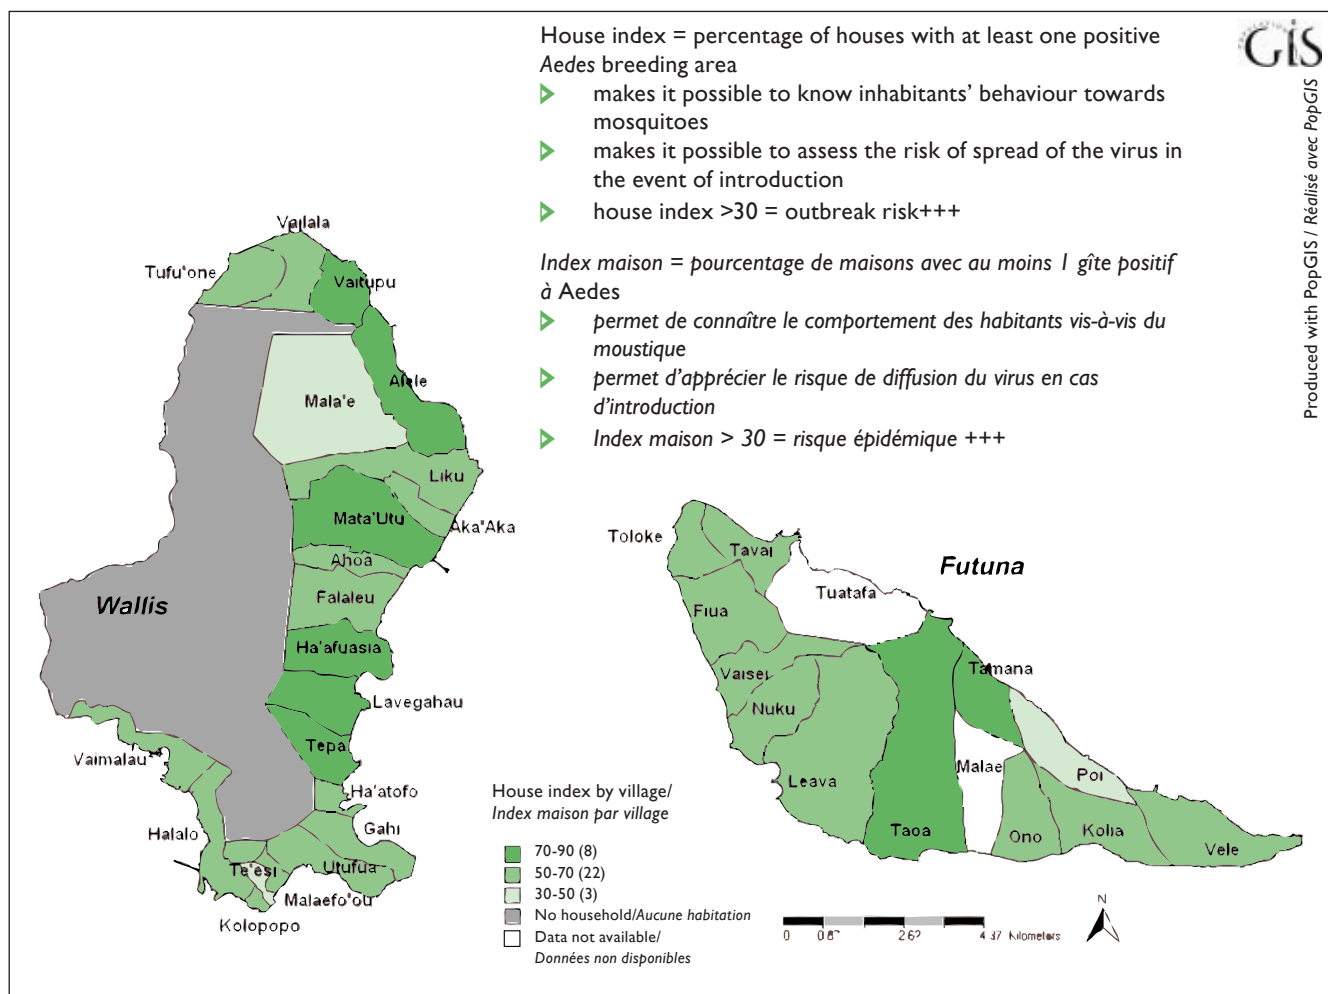 House index = percentage of houses with at least one positive
Aedes breeding area
makes it possible to know inhabitants' behaviour towards
mosquitoes
makes it possible to assess the risk of spread of the virus in
the event of introduction
house index >30 = outbreak risk+++
Index maison = pourcentage de maisons avec au moins 1 gîte positif
à Aedes
permet de connaître le comportement des habitants vis-à-vis du
moustique
permet d'apprécier le risque de diffusion du virus en cas
d'introduction
Index maison > 30 = risque épidémique +++
GIS
Produced with PopGIS / Réalisé avec PopGIS
Vailala
Tufu'one
Vaitupu
Alele
Mala'e
Liku
Mata'Utu
Aka'Aka
Ahoa
Falaleu
Wallis
Ha'afuasia
Lavegahau
Tepa
Vaimalau
Ha'atofo
Gahi
Halalo
Te'esi
Utufua
Malaefo'ou
Kolopopo
Toloke
Tavai
Futuna
Tuatafa
Fiua
Vaisei
Tamana
Nuku
Leava
Malae
Poi
Taoa
Ono
Kolia
Vele
House index by village/
Index maison par village
70-90 (8)
50-70 (22)
30-50 (3)
No household/Aucune habitation
Data not available/
Données non disponibles
0
Kilometers
N